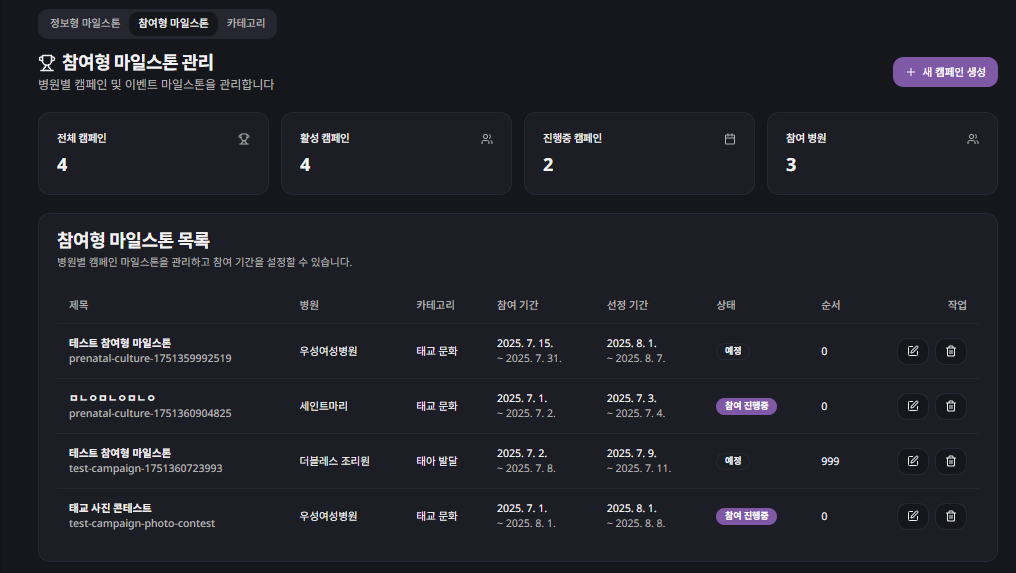 정보형 마일스톤 참여형 마일스톤 카테고리
참여형 마일스톤 관리
병원별 캠페인 및 이벤트 마일스톤을 관리합니다
+ 새 캠페인 생성
전체 캠페인
4
활성 캠페인
4
진행중 캠페인
2
참여 병원
3
참여형 마일스톤 목록
병원별 캠페인 마일스톤을 관리하고 참여 기간을 설정할 수 있습니다.
제목 병원 카테고리 참여 기간 선정 기간 상태 순서 작업
테스트 참여형 마일스톤
prenatal-culture-1751359992519
우성여성병원
태교 문화
2025. 7. 15.
~ 2025. 7. 31.
2025. 8. 1.
~ 2025. 8. 7.
예정
0
ㅁㄴㅇㅁㄴㅇㅁㄴㅇ
prenatal-culture-1751360904825
세인트마리
태교 문화
2025. 7. 1.
~ 2025. 7. 2.
2025. 7. 3.
~ 2025. 7. 4.
참여 진행중
0
테스트 참여형 마일스톤
test-campaign-1751360723993
더블레스 조리원
태아 발달
2025. 7. 2.
~ 2025. 7. 8.
2025. 7. 9.
~ 2025. 7. 11.
예정
999
태교 사진 콘테스트
test-campaign-photo-contest
우성여성병원
태교 문화
2025. 7. 1.
~ 2025. 8. 1.
2025. 8. 1.
~ 2025. 8. 8.
참여 진행중
0